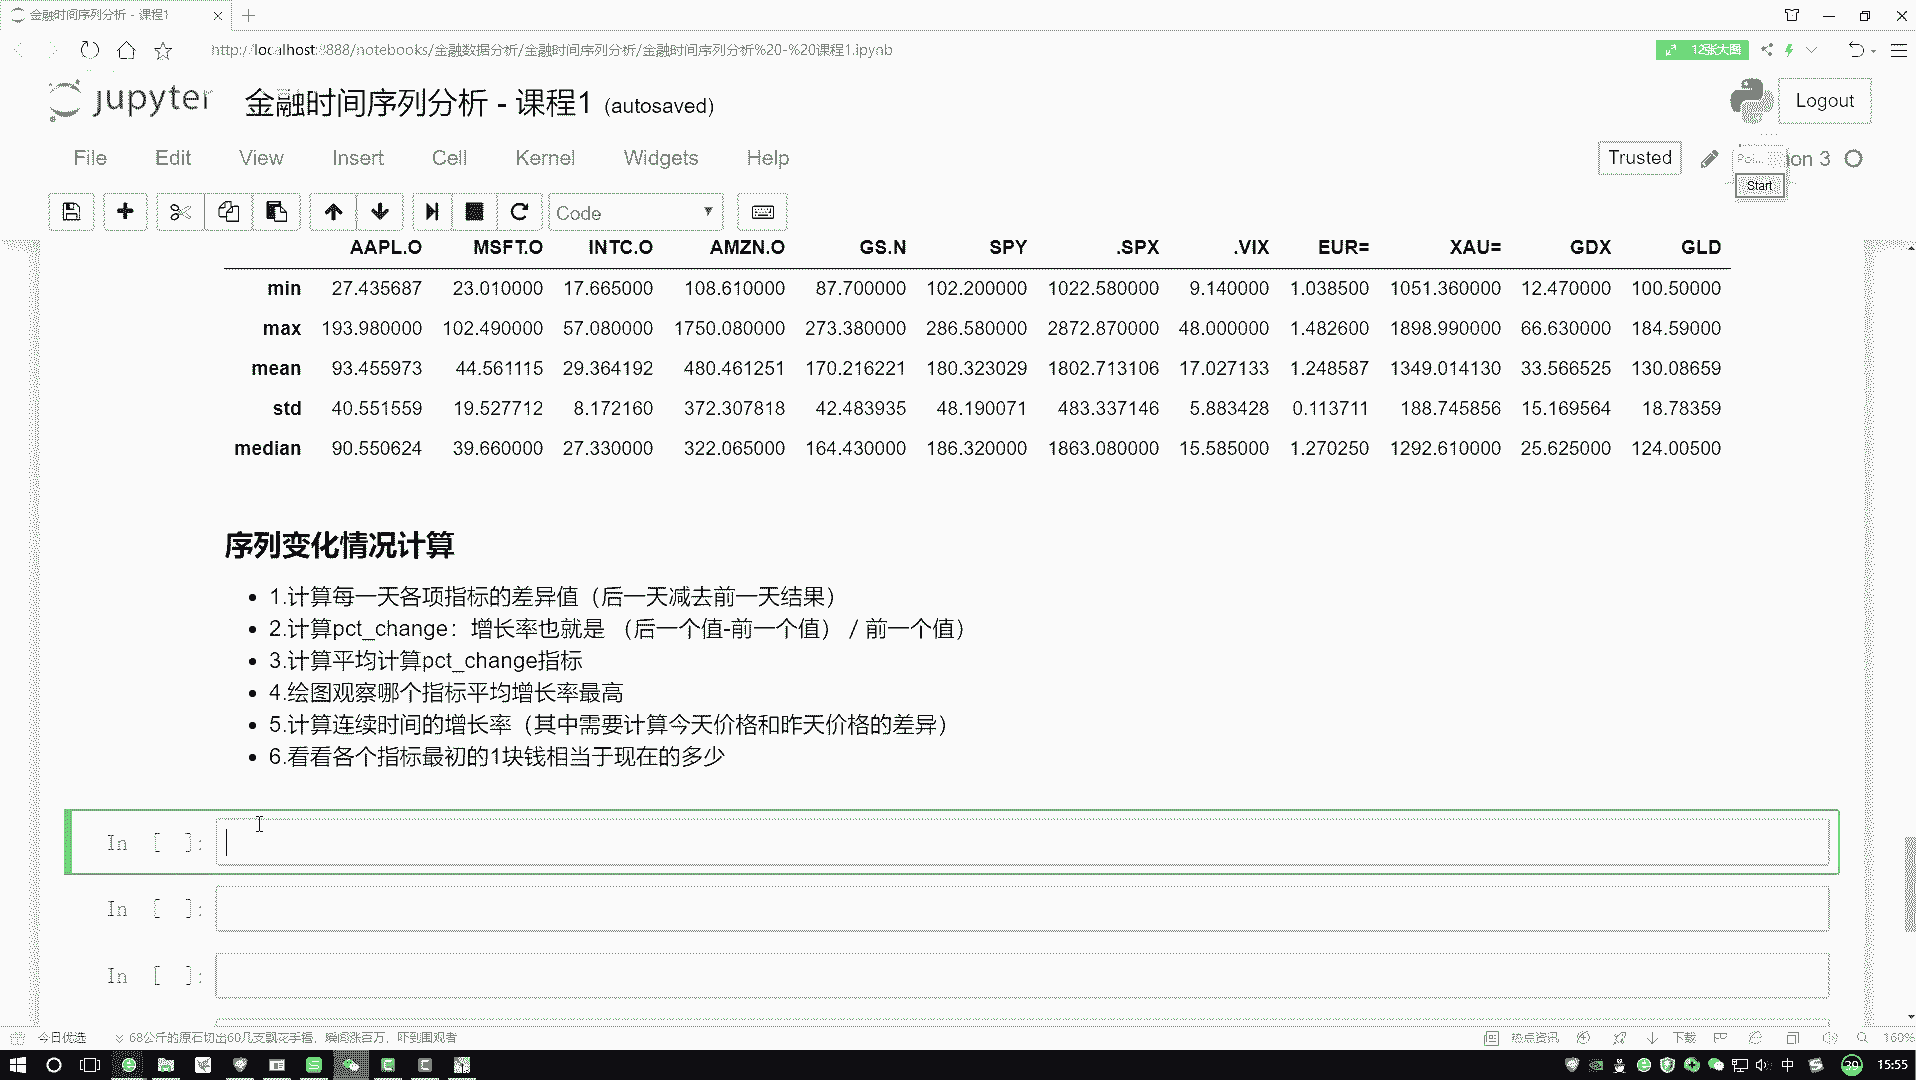 金融时间序列分析 - 课程1
http://localhost:8888/notebooks/金融数据分析/金融时间序列分析/金融时间序列分析%20-%20课程1.ipynb
12张大图
jupyter 金融时间序列分析 - 课程1 (autosaved)
Logout
File Edit View Insert Cell Kernel Widgets Help
Trusted
Poi... on 3
Start
Code
AAPL.O MSFT.O INTC.O AMZN.O GS.N SPY .SPX .VIX EUR= XAU= GDX GLD
min 27.435687 23.010000 17.665000 108.610000 87.700000 102.200000 1022.580000 9.140000 1.038500 1051.360000 12.470000 100.50000
max 193.980000 102.490000 57.080000 1750.080000 273.380000 286.580000 2872.870000 48.000000 1.482600 1898.990000 66.630000 184.59000
mean 93.455973 44.561115 29.364192 480.461251 170.216221 180.323029 1802.713106 17.027133 1.248587 1349.014130 33.566525 130.08659
std 40.551559 19.527712 8.172160 372.307818 42.483935 48.190071 483.337146 5.883428 0.113711 188.745856 15.169564 18.78359
median 90.550624 39.660000 27.330000 322.065000 164.430000 186.320000 1863.080000 15.585000 1.270250 1292.610000 25.625000 124.00500
序列变化情况计算
1.计算每一天各项指标的差异值（后一天减去前一天结果）
2.计算pct_change：增长率也就是 （后一个值-前一个值）/前一个值）
3.计算平均计算pct_change指标
4.绘图观察哪个指标平均增长率最高
5.计算连续时间的增长率（其中需要计算今天价格和昨天价格的差异）
6.看看各个指标最初的1块钱相当于现在的多少
In [ ]:
In [ ]:
In [ ]:
今日优选 68公斤的原石切出60几支飘花手镯，瞬间涨百万，吓到围观者
热点资讯 下载 160%
中 39 15:55